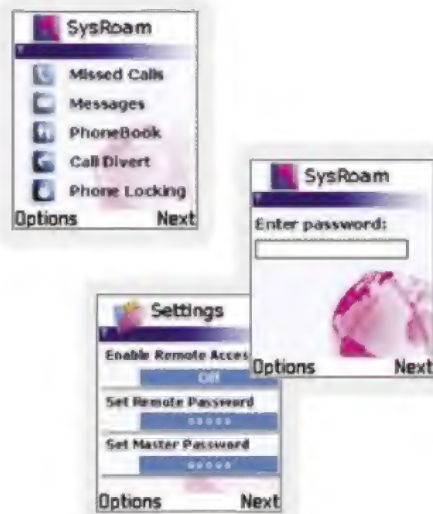 SysRoam
Missed Calls
Messages
PhoneBook
Call Divert
Phone Locking
Options Next
SysRoam
Enter password:
Options Next
Settings
Enable Remote Acces
Off
Set Remote Password
*****
Set Master Password
*****
Options Next